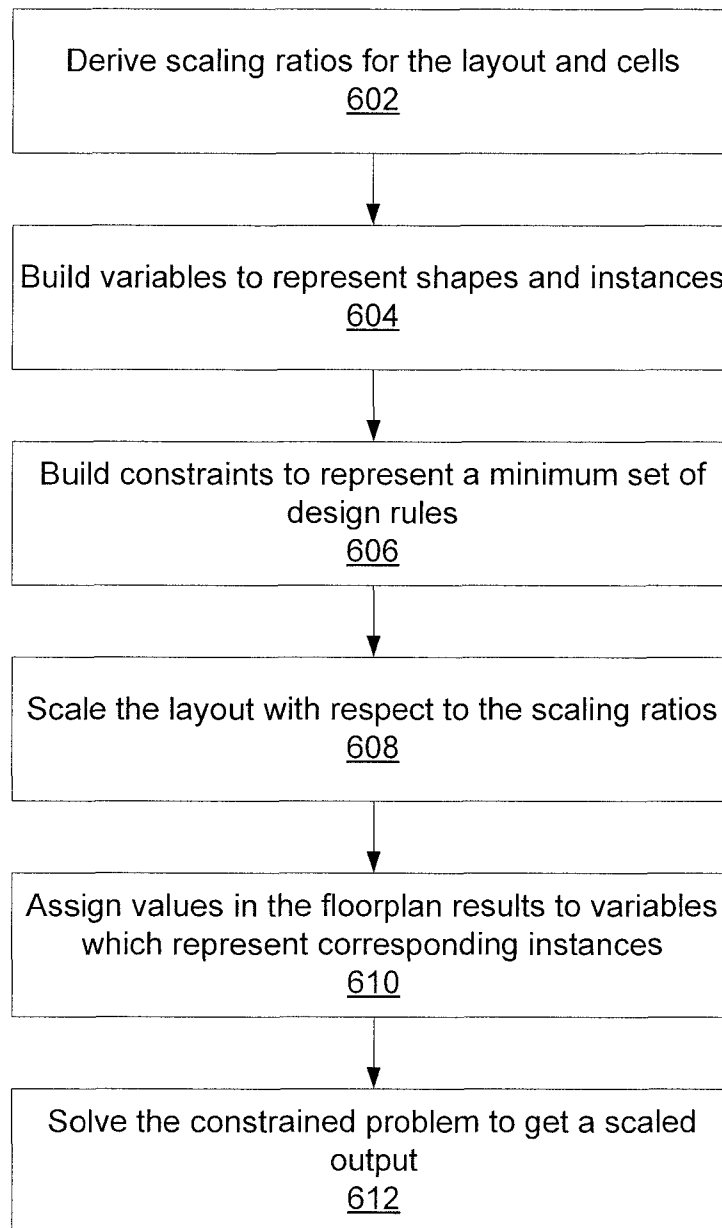 Derive scaling ratios for the layout and cells
602
Build variables to represent shapes and instances
604
Build constraints to represent a minimum set of
design rules
606
Scale the layout with respect to the scaling ratios
608
Assign values in the floorplan results to variables
which represent corresponding instances
610
Solve the constrained problem to get a scaled
output
612